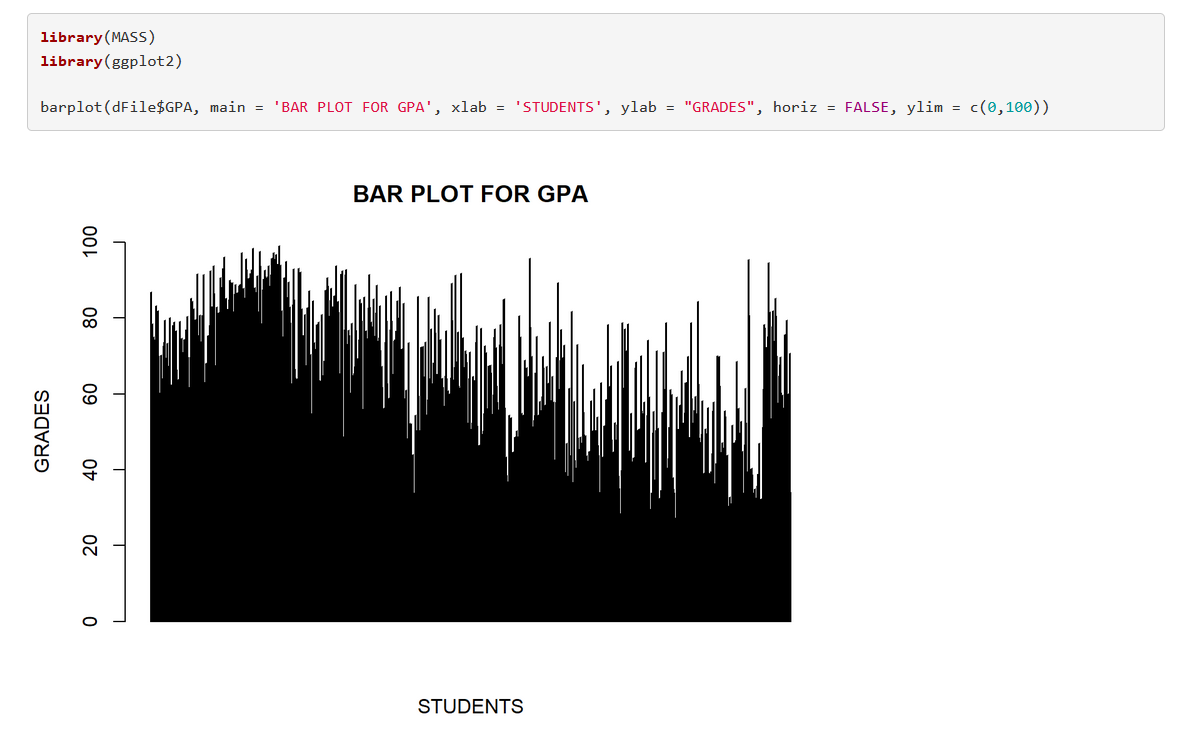 library(MASS)
library(ggplot2)
barplot(dFile$GPA, main = 'BAR PLOT FOR GPA', xlab = 'STUDENTS', ylab = "GRADES", horiz = FALSE, ylim = c(0,100))
BAR PLOT FOR GPA
100
80
60
40
20
0
GRADES
STUDENTS